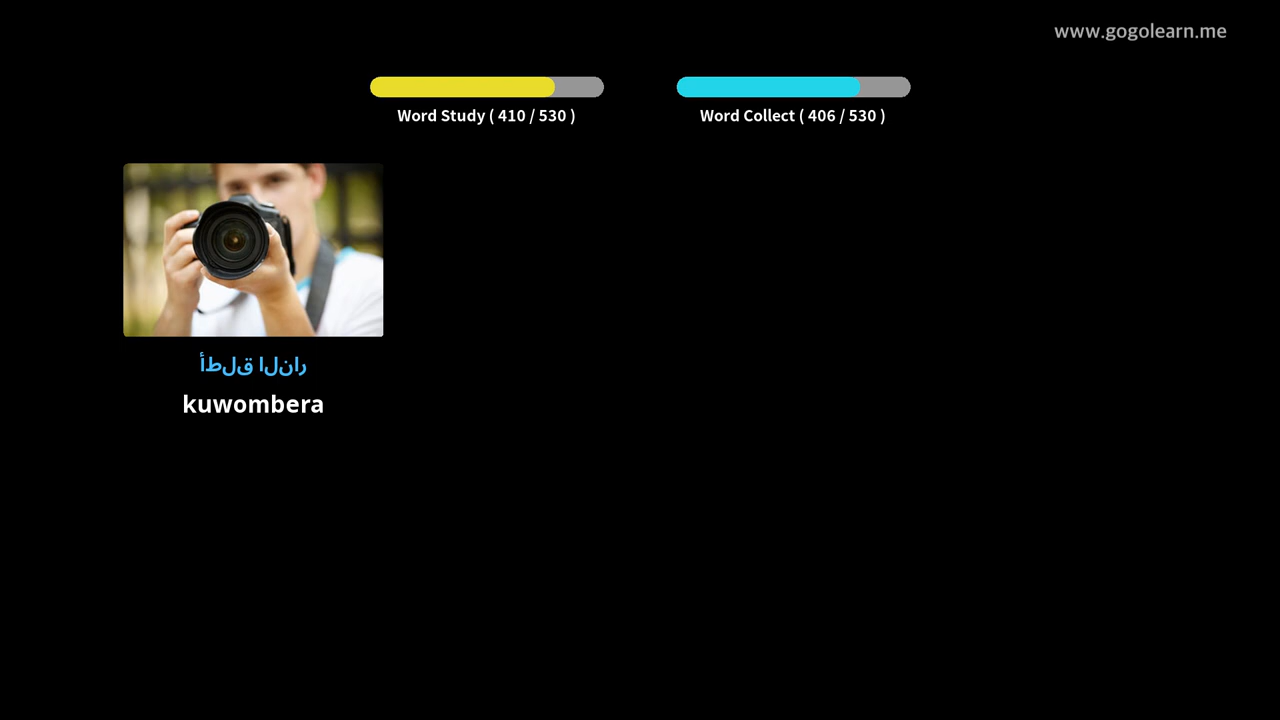 www.gogolearn.me
Word Study ( 410 / 530 )
Word Collect ( 406 / 530 )
أطلق النار
kuwombera